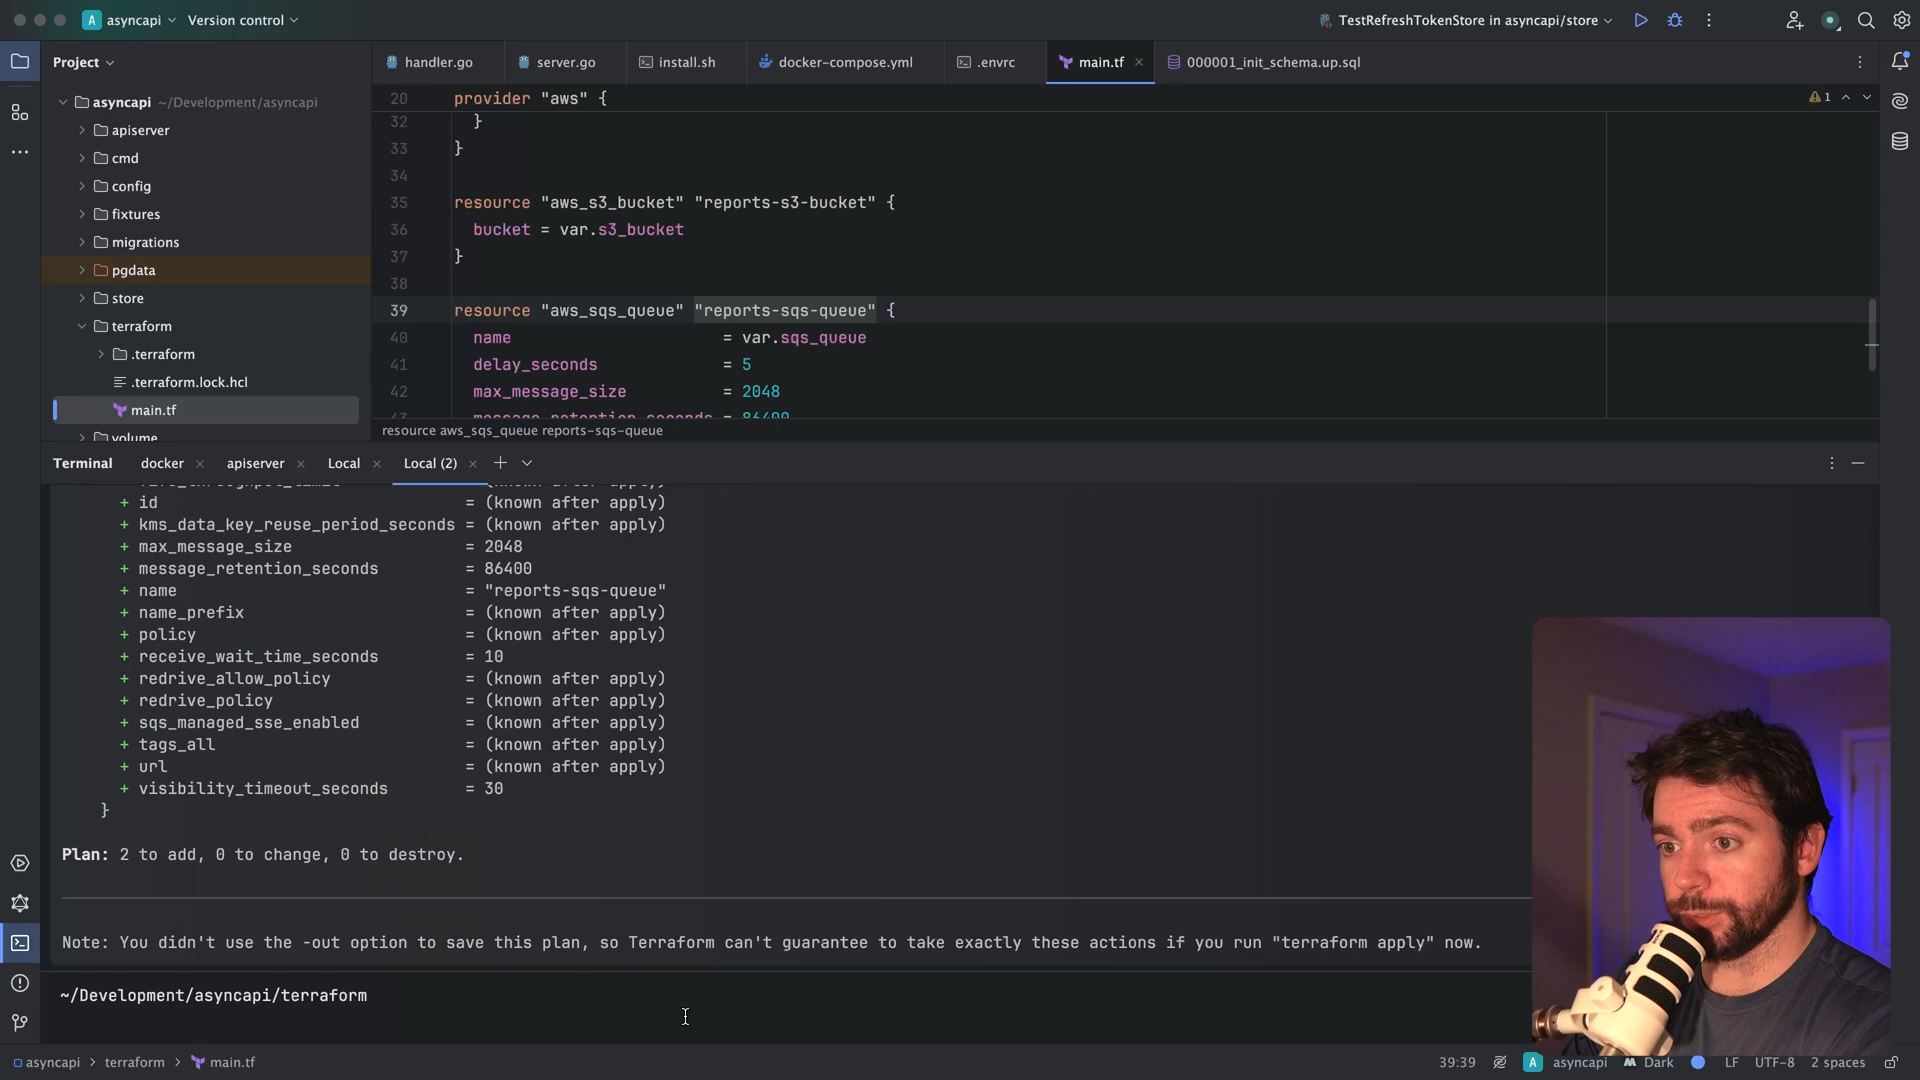 A asyncapi
Version control
TestRefreshTokenStore in asyncapi/store
Project
handler.go
server.go
install.sh
docker-compose.yml
.envrc
main.tf
000001_init_schema.up.sql
asyncapi ~/Development/asyncapi
apiserver
cmd
config
fixtures
migrations
pgdata
store
terraform
.terraform
.terraform.lock.hcl
main.tf
volume
20 provider "aws" {
1
32 }
33 }
34
35 resource "aws_s3_bucket" "reports-s3-bucket" {
36 bucket = var.s3_bucket
37 }
38
39 resource "aws_sqs_queue" "reports-sqs-queue" {
40 name = var.sqs_queue
41 delay_seconds = 5
42 max_message_size = 2048
43 message_retention_seconds = 86400
resource aws_sqs_queue reports-sqs-queue
Terminal
docker
apiserver
Local
Local (2)
+ id = (known after apply)
+ kms_data_key_reuse_period_seconds = (known after apply)
+ max_message_size = 2048
+ message_retention_seconds = 86400
+ name = "reports-sqs-queue"
+ name_prefix = (known after apply)
+ policy = (known after apply)
+ receive_wait_time_seconds = 10
+ redrive_allow_policy = (known after apply)
+ redrive_policy = (known after apply)
+ sqs_managed_sse_enabled = (known after apply)
+ tags_all = (known after apply)
+ url = (known after apply)
+ visibility_timeout_seconds = 30
}
Plan: 2 to add, 0 to change, 0 to destroy.
Note: You didn't use the -out option to save this plan, so Terraform can't guarantee to take exactly these actions if you run "terraform apply" now.
~/Development/asyncapi/terraform
asyncapi > terraform > main.tf
39:39
A asyncapi
Dark
LF
UTF-8
2 spaces